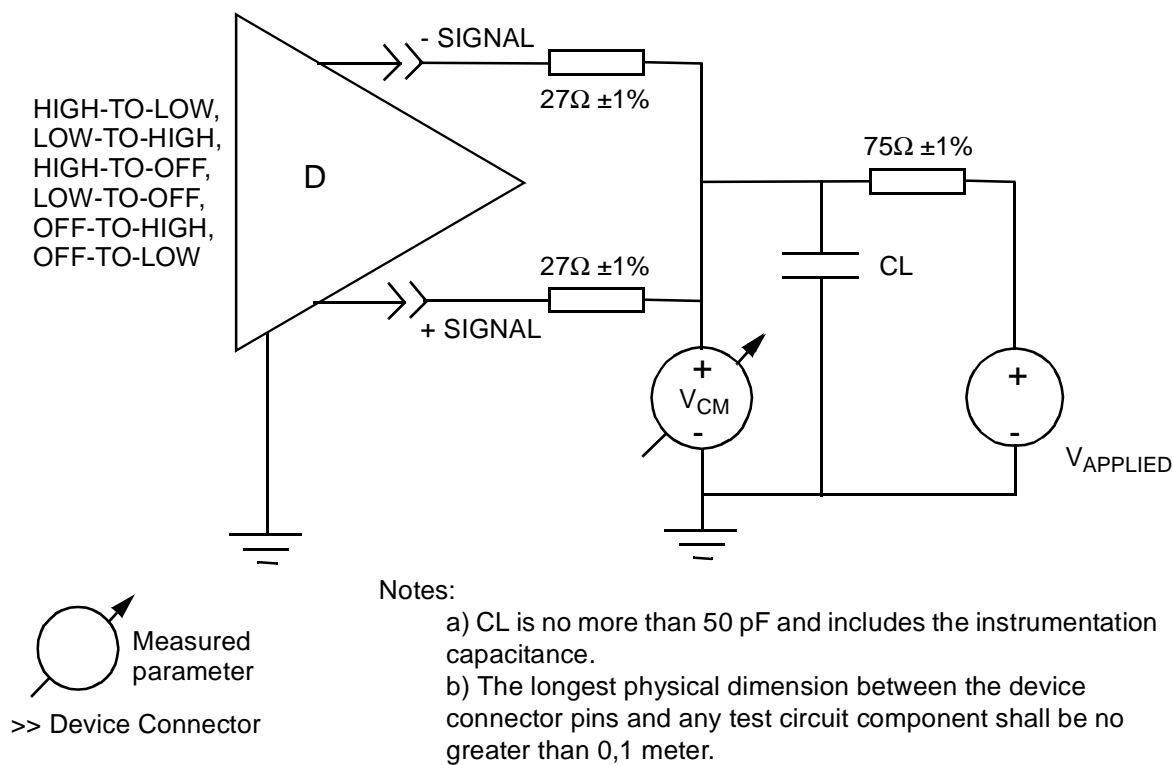 - SIGNAL
27Ω ±1%
HIGH-TO-LOW,
LOW-TO-HIGH,
HIGH-TO-OFF,
LOW-TO-OFF,
OFF-TO-HIGH,
OFF-TO-LOW
D
75Ω ±1%
27Ω ±1%
CL
+ SIGNAL
+
VCM
-
+
-
VAPPLIED
Measured
parameter
>> Device Connector
Notes:
a) CL is no more than 50 pF and includes the instrumentation
capacitance.
b) The longest physical dimension between the device
connector pins and any test circuit component shall be no
greater than 0,1 meter.